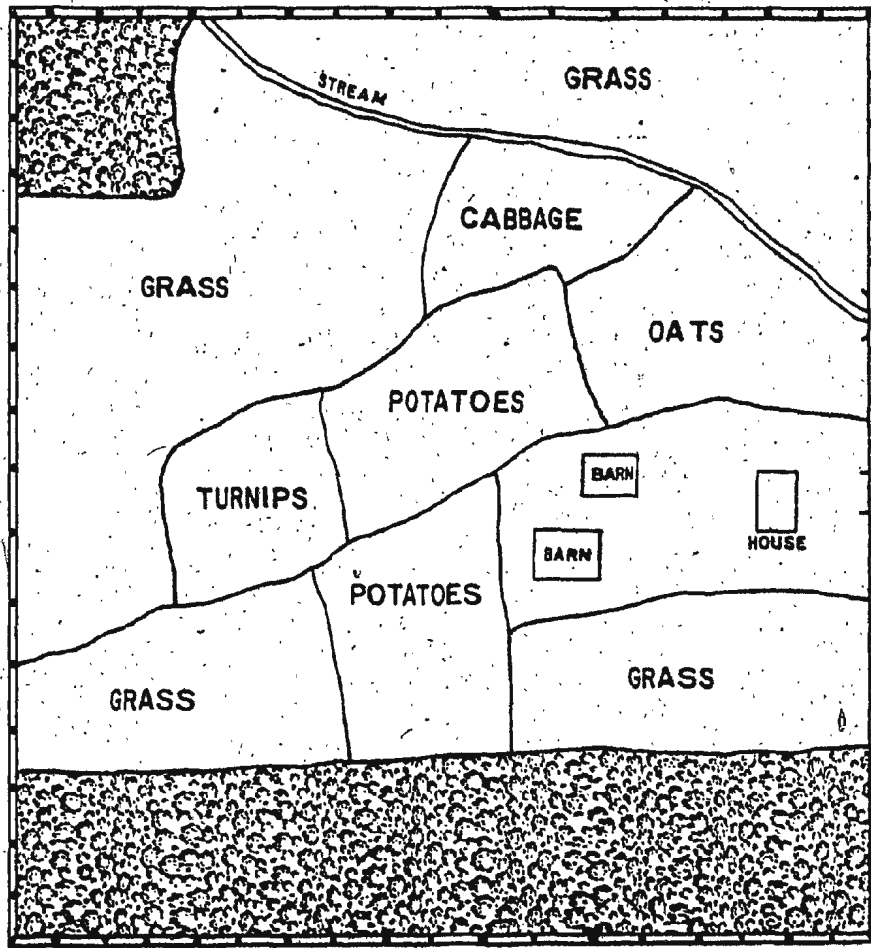 GRASS
STREAM
CABBAGE
GRASS
OATS
POTATOES
BARN
TURNIPS
HOUSE
BARN
POTATOES
GRASS
GRASS